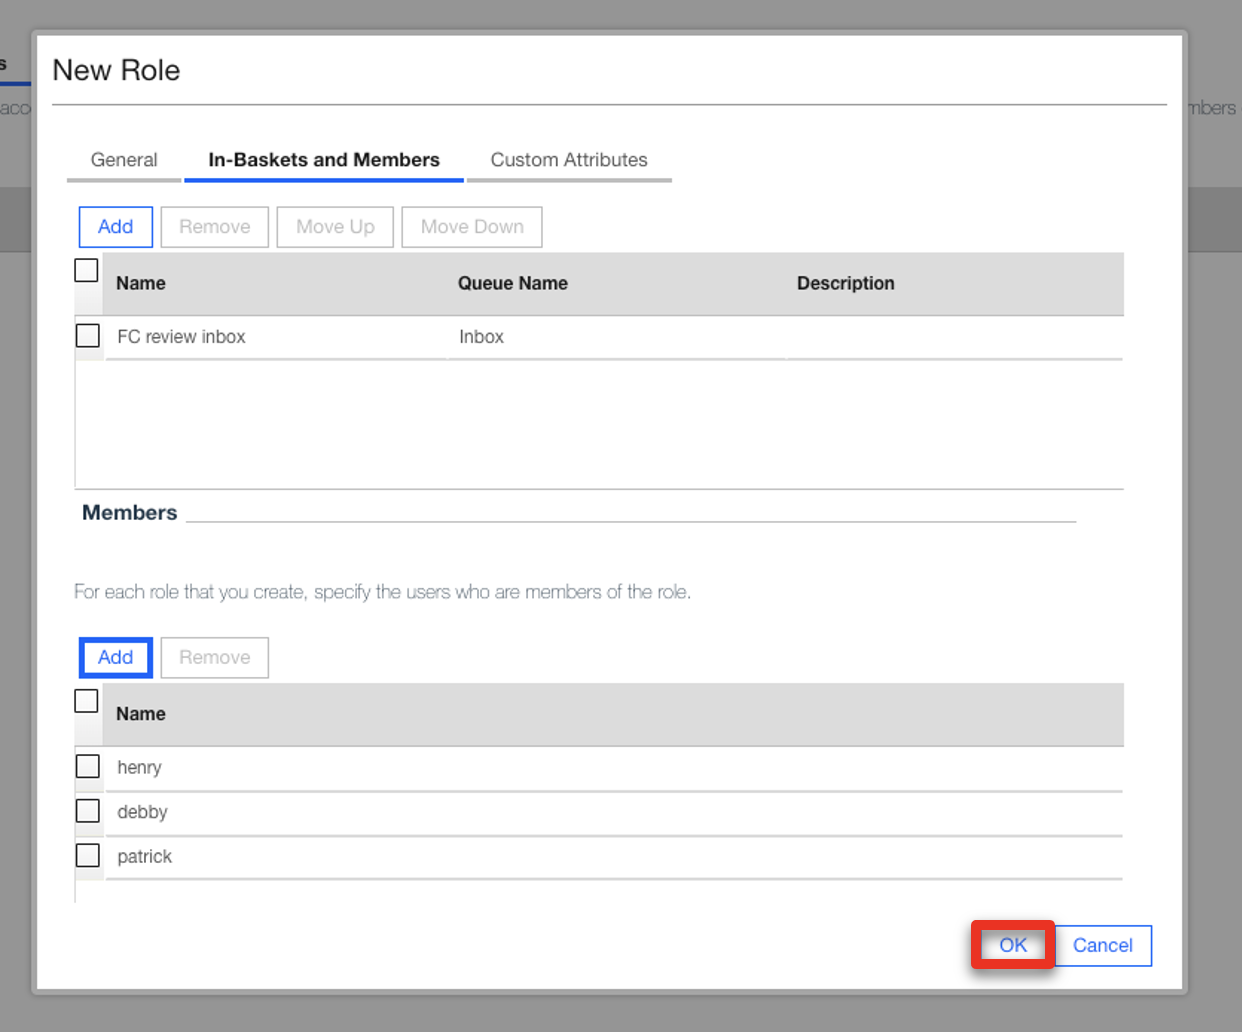 s
New Role
acco
mbers
General In-Baskets and Members Custom Attributes
Add Remove Move Up Move Down
Name Queue Name Description
FC review inbox Inbox
Members
For each role that you create, specify the users who are members of the role.
Add Remove
Name
henry
debby
patrick
OK Cancel